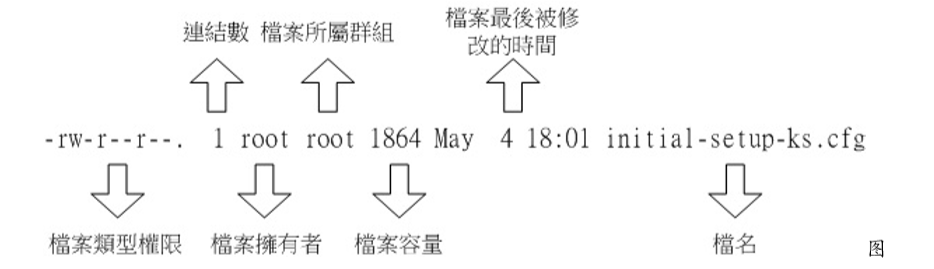 連結數 檔案所屬群組 檔案最後被修
改的時間
-rw-r--r--. 1 root root 1864 May 4 18:01 initial-setup-ks.cfg
檔案類型權限 檔案擁有者 檔案容量 檔名 图